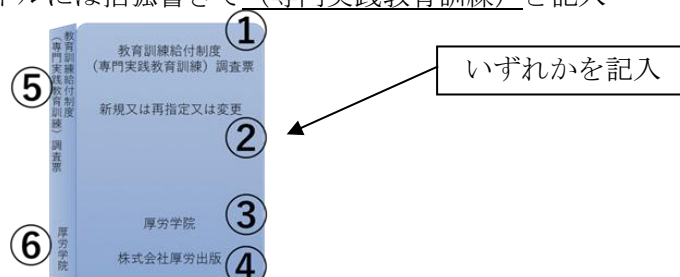 ルには括弧書きで（専門実践教育訓練）と記入
①
教育訓練給付制度
（専門実践教育訓練）調査票
新規又は再指定又は変更
②
いずれかを記入
教育訓練給付制度
（専門実践教育訓練）調査票
⑤
厚労学院
③
株式会社厚労出版
④
厚労学院
⑥